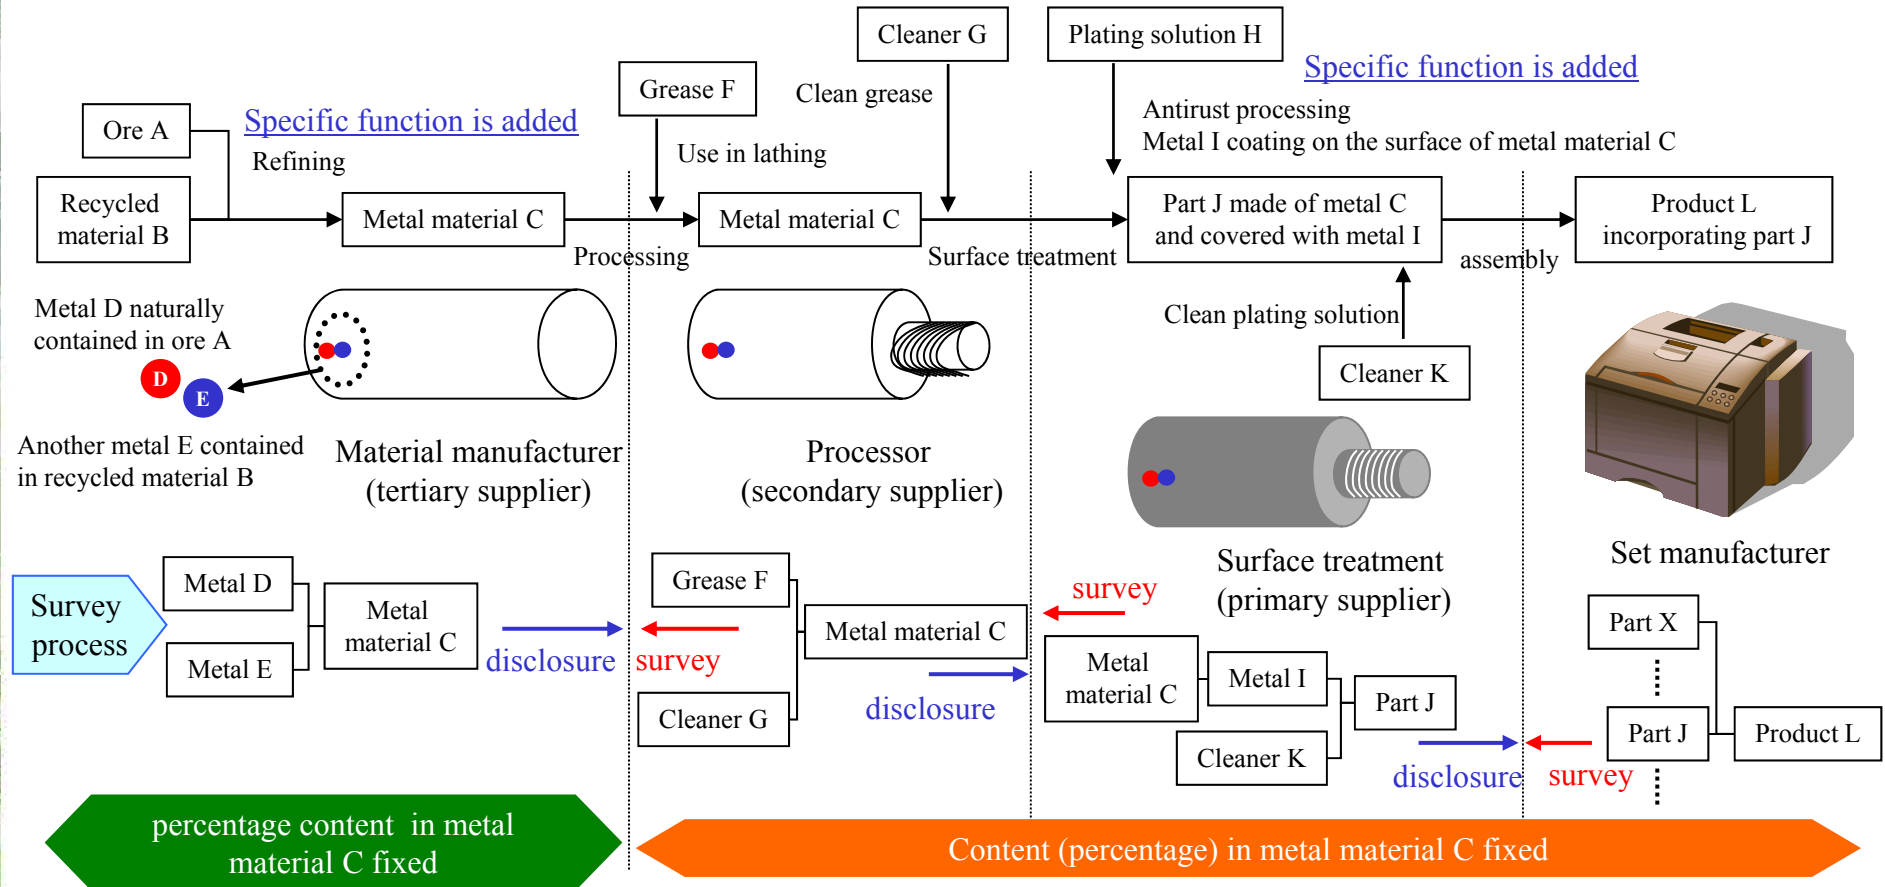 Cleaner G
Plating solution H
Specific function is added
Grease F
Clean grease
Antirust processing
Metal I coating on the surface of metal material C
Ore A
Specific function is added
Refining
Use in lathing
Recycled
material B
Metal material C
Metal material C
Part J made of metal C
and covered with metal I
Product L
incorporating part J
Processing
Surface treatment
assembly
Metal D naturally
contained in ore A
D
E
Another metal E contained
in recycled material B
Clean plating solution
Cleaner K
Material manufacturer
(tertiary supplier)
Processor
(secondary supplier)
Surface treatment
(primary supplier)
Set manufacturer
Survey
process
Metal D
Metal E
Metal
material C
disclosure
survey
Grease F
Cleaner G
Metal material C
disclosure
survey
Metal
material C
Metal I
Cleaner K
Part J
disclosure
survey
Part X
Part J
Product L
percentage content in metal
material C fixed
Content (percentage) in metal material C fixed